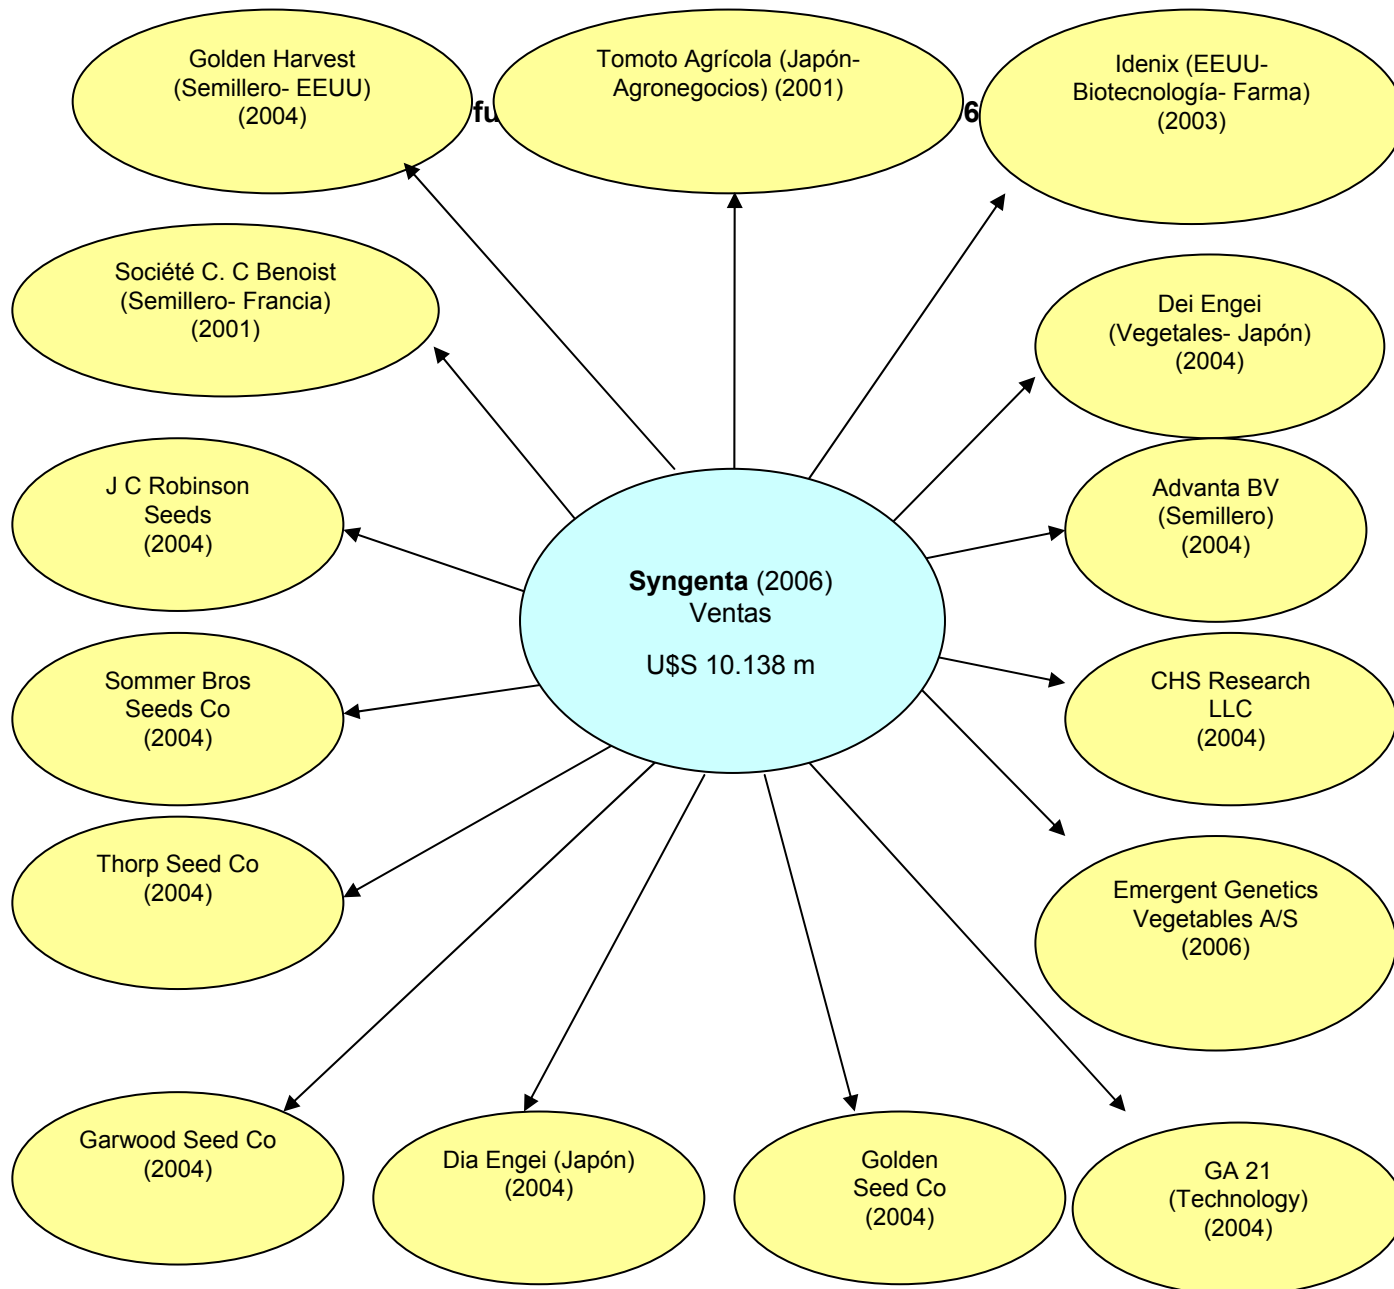 Golden Harvest
(Semillero- EEUU)
(2004)
Tomoto Agrícola (Japón-
Agronegocios) (2001)
Idenix (EEUU-
Biotecnología- Farma)
(2003)
Société C. C Benoist
(Semillero- Francia)
(2001)
Dei Engei
(Vegetales- Japón)
(2004)
J C Robinson
Seeds
(2004)
Advanta BV
(Semillero)
(2004)
Syngenta (2006)
Ventas
U$S 10.138 m
Sommer Bros
Seeds Co
(2004)
CHS Research
LLC
(2004)
Thorp Seed Co
(2004)
Emergent Genetics
Vegetables A/S
(2006)
Garwood Seed Co
(2004)
Dia Engei (Japón)
(2004)
Golden
Seed Co
(2004)
GA 21
(Technology)
(2004)